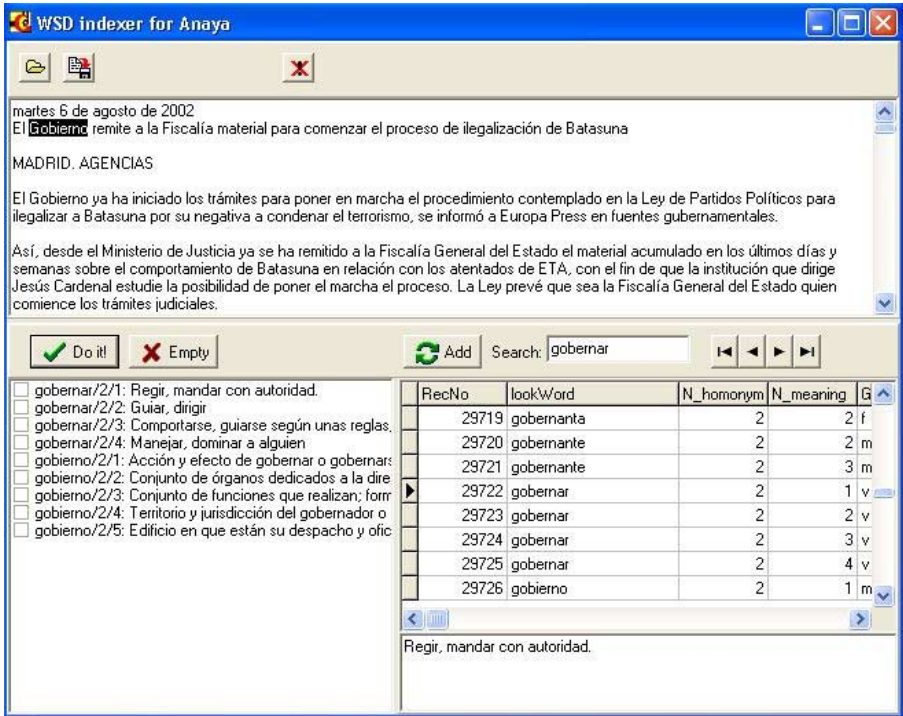 WSD indexer for Anaya
martes 6 de agosto de 2002
El Gobierno remite a la Fiscalía material para comenzar el proceso de ilegalización de Batasuna
MADRID. AGENCIAS
El Gobierno ya ha iniciado los trámites para poner en marcha el procedimiento contemplado en la Ley de Partidos Políticos para
ilegalizar a Batasuna por su negativa a condenar el terrorismo, se informó a Europa Press en fuentes gubernamentales.
Así, desde el Ministerio de Justicia ya se ha remitido a la Fiscalía General del Estado el material acumulado en los últimos días y
semanas sobre el comportamiento de Batasuna en relación con los atentados de ETA, con el fin de que la institución que dirige
Jesús Cardenal estudie la posibilidad de poner el marcha el proceso. La Ley prevé que sea la Fiscalía General del Estado quien
comience los trámites judiciales.
Do it! Empty Add Search: gobernar
gobernar/2/1: Regir, mandar con autoridad.
gobernar/2/2: Guiar, dirigir
gobernar/2/3: Comportarse, guiarse según unas reglas,
gobernar/2/4: Manejar, dominar a alguien
gobierno/2/1: Acción y efecto de gobernar o gobernars
gobierno/2/2: Conjunto de órganos dedicados a la dire
gobierno/2/3: Conjunto de funciones que realizan; form
gobierno/2/4: Territorio y jurisdicción del gobernador o
gobierno/2/5: Edificio en que están su despacho y ofic
RecNo lookWord N_homonym N_meaning G
29719 gobernanta 2 2 f
29720 gobernante 2 2 m
29721 gobernante 2 3 m
29722 gobernar 2 1 v
29723 gobernar 2 2 v
29724 gobernar 2 3 v
29725 gobernar 2 4 v
29726 gobierno 2 1 m
Regir, mandar con autoridad.